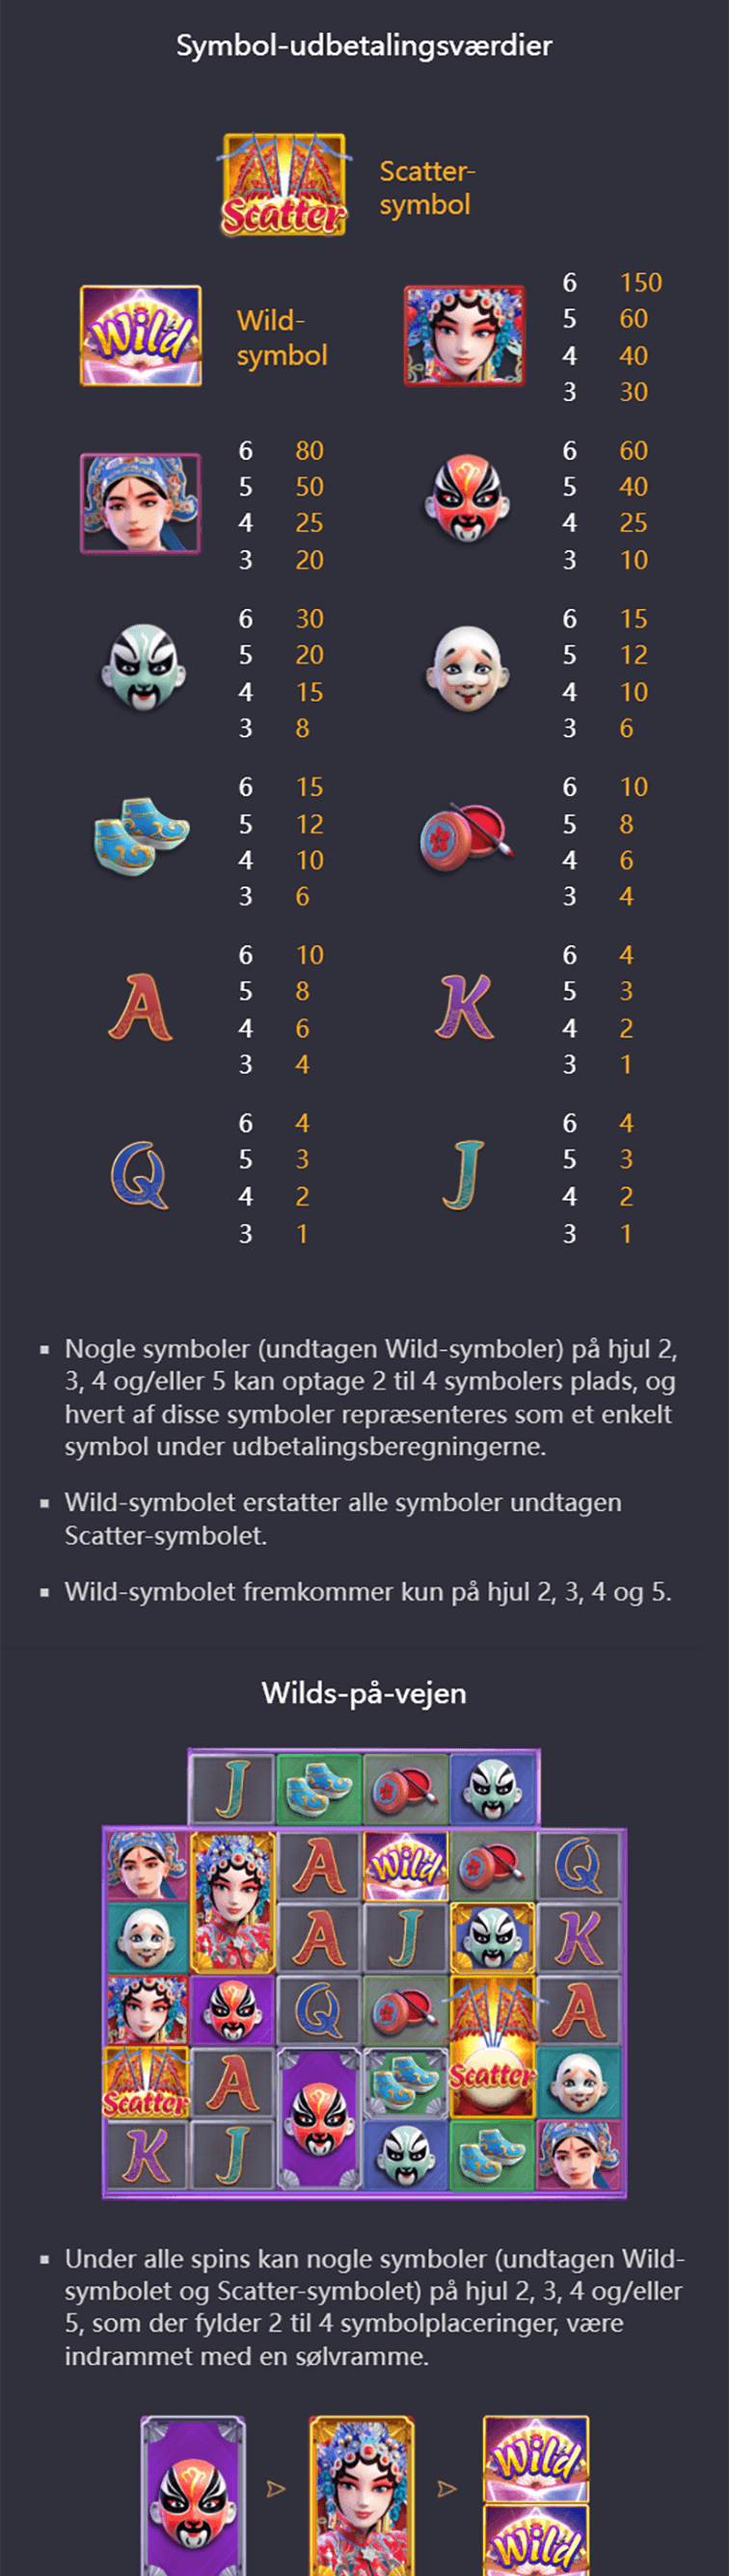 Symbol-udbetalingsværdier
Scatter
Scatter-
symbol
Wild
Wild-
symbol
6 150
5 60
4 40
3 30
6 80
5 50
4 25
3 20
6 60
5 40
4 25
3 10
6 30
5 20
4 15
3 8
6 15
5 12
4 10
3 6
6 15
5 12
4 10
3 6
6 10
5 8
4 6
3 4
A
6 10
5 8
4 6
3 4
K
6 4
5 3
4 2
3 1
Q
6 4
5 3
4 2
3 1
J
6 4
5 3
4 2
3 1
Nogle symboler (undtagen Wild-symboler) på hjul 2,
3, 4 og/eller 5 kan optage 2 til 4 symbolers plads, og
hvert af disse symboler repræsenteres som et enkelt
symbol under udbetalingsberegningerne.
Wild-symbolet erstatter alle symboler undtagen
Scatter-symbolet.
Wild-symbolet fremkommer kun på hjul 2, 3, 4 og 5.
Wilds-på-vejen
J
A Wild Q
A J K
Q A
Scatter A Scatter
K J
Under alle spins kan nogle symboler (undtagen Wild-
symbolet og Scatter-symbolet) på hjul 2, 3, 4 og/eller
5, som der fylder 2 til 4 symbolplaceringer, være
indrammet med en sølvramme.
Wild
Wild